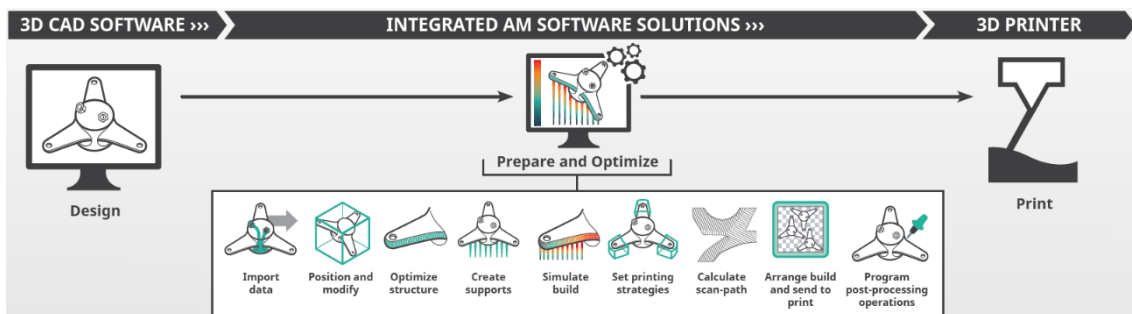 3D CAD SOFTWARE ›››
INTEGRATED AM SOFTWARE SOLUTIONS ›››
3D PRINTER
Design
Prepare and Optimize
Print
Import
data
Position and
modify
Optimize
structure
Create
supports
Simulate
build
Set printing
strategies
Calculate
scan-path
Arrange build
and send to
print
Program
post-processing
operations